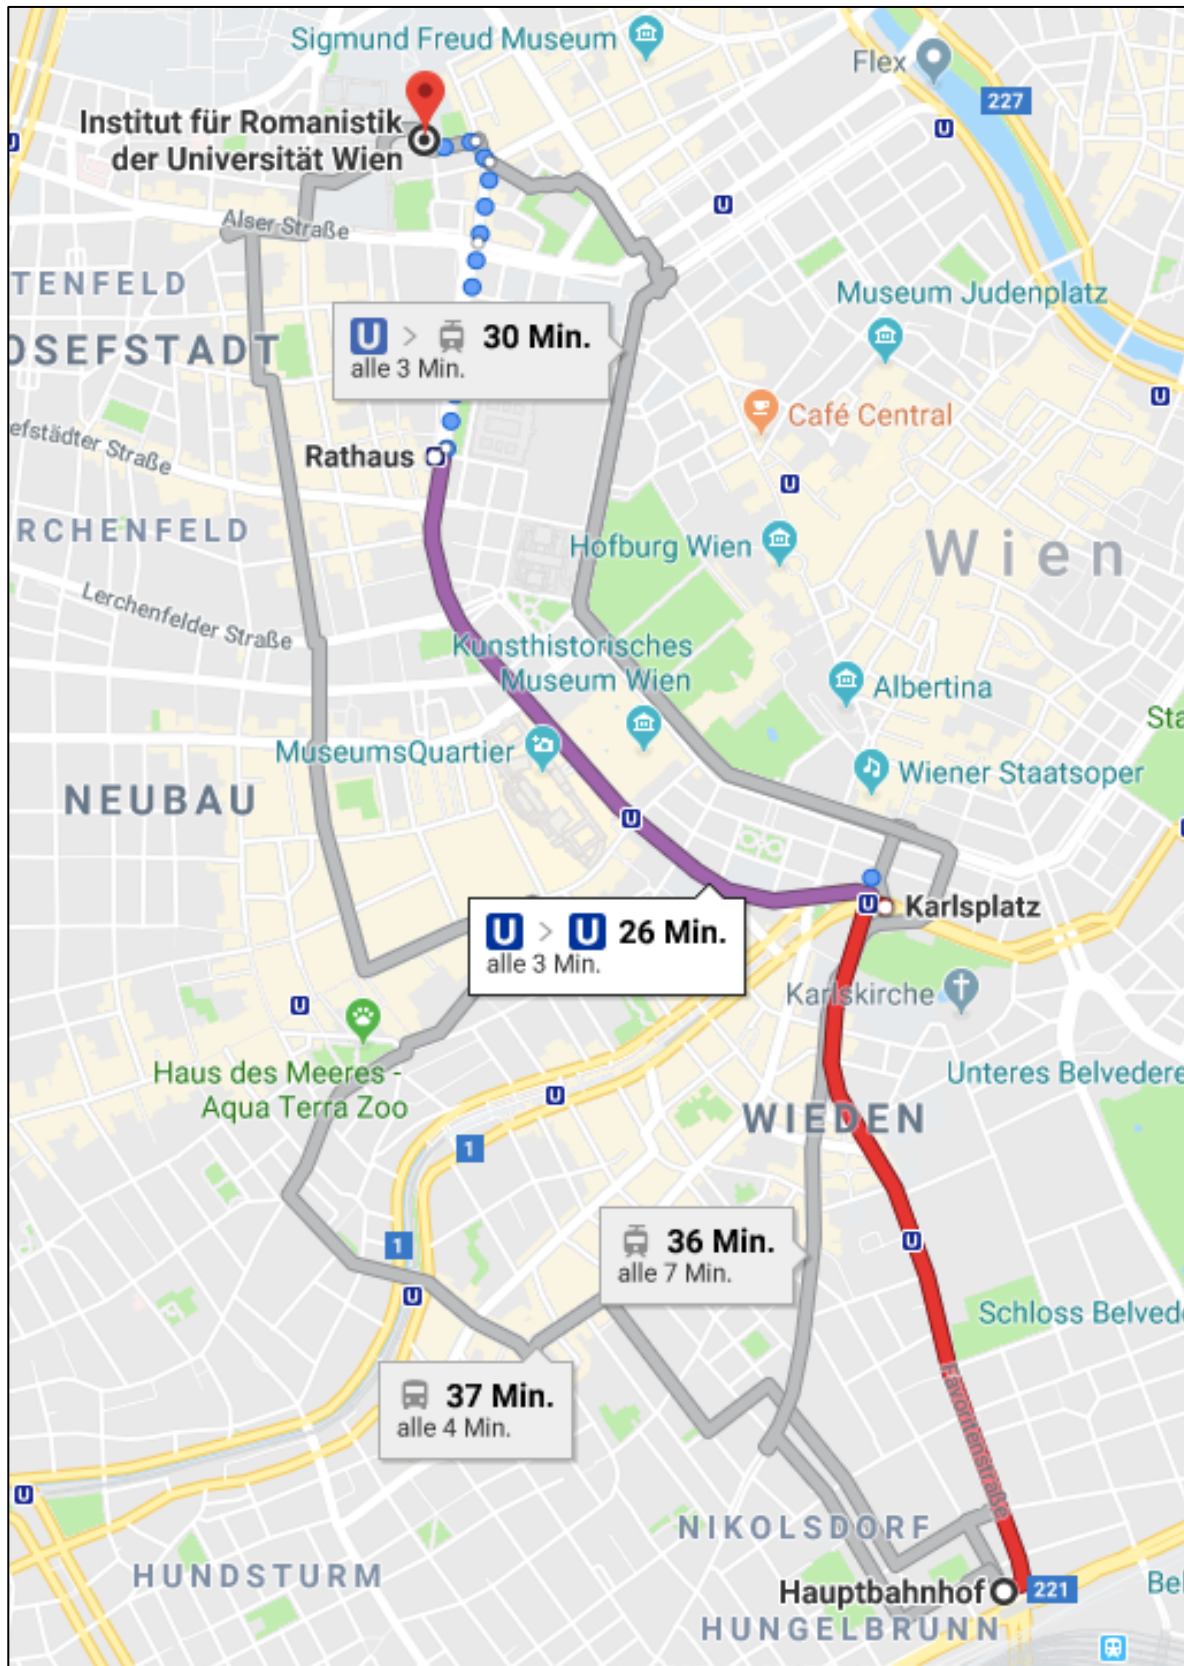 Sigmund Freud Museum
Flex
227
Institut für Romanistik
der Universität Wien
U
U
U
Alser Straße
TENFELD
Museum Judenplatz
U > 30 Min.
alle 3 Min.
OSEFSTADT
U
Café Central
efstädter Straße
Rathaus
U
RCHENFELD
Hofburg Wien
Wien
Lerchenfelder Straße
Kunsthistorisches
Museum Wien
Albertina
Sta
MuseumsQuartier
Wiener Staatsoper
NEUBAU
U
U
U
Karlsplatz
U > U 26 Min.
alle 3 Min.
Karlskirche
U
Haus des Meeres -
Aqua Terra Zoo
Unteres Belvedere
U
WIEDEN
1
1
36 Min.
alle 7 Min.
U
U
Schloss Belvede
37 Min.
alle 4 Min.
Favoritenstraße
U
NIKOLSDORF
HUNDSTURM
Hauptbahnhof
221
Bel
HUNGELBRUNN